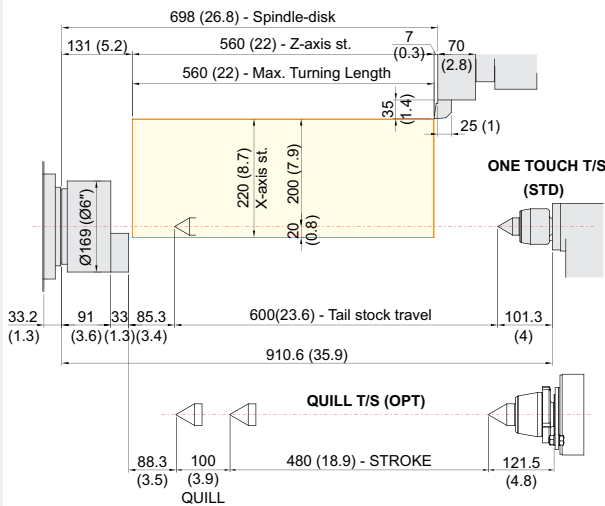 698 (26.8) - Spindle-disk
131 (5.2)
560 (22) - Z-axis st.
7
(0.3)
70
(2.8)
560 (22) - Max. Turning Length
35
(1.4)
25 (1)
220 (8.7)
X-axis st.
200 (7.9)
20
(0.8)
Ø169 (Ø6")
ONE TOUCH T/S
(STD)
33.2
(1.3)
91
(3.6)
33
(1.3)
85.3
(3.4)
600(23.6) - Tail stock travel
101.3
(4)
910.6 (35.9)
QUILL T/S (OPT)
88.3
(3.5)
100
(3.9)
QUILL
480 (18.9) - STROKE
121.5
(4.8)